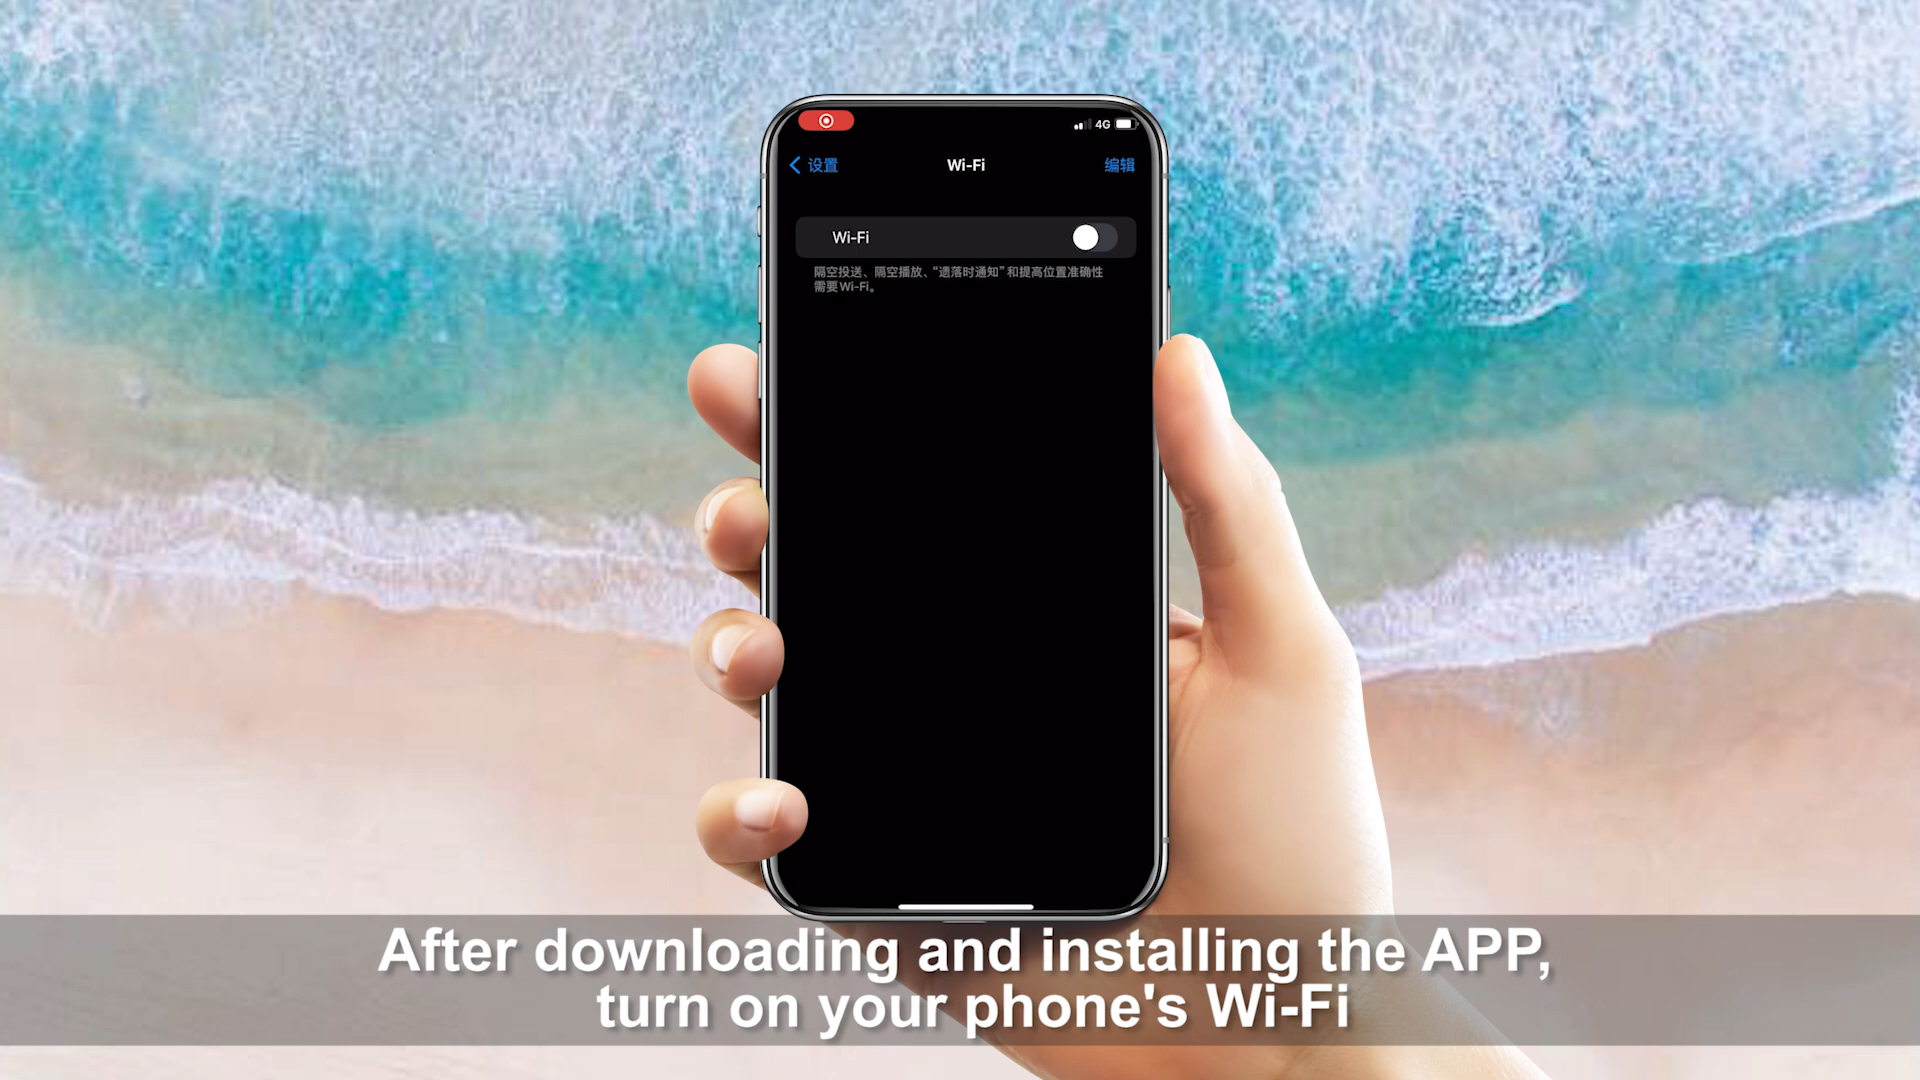 4G
设置
Wi-Fi
编辑
Wi-Fi
隔空投送、隔空播放、“遗落时通知”和提高位置准确性
需要Wi-Fi。
After downloading and installing the APP,
turn on your phone's Wi-Fi